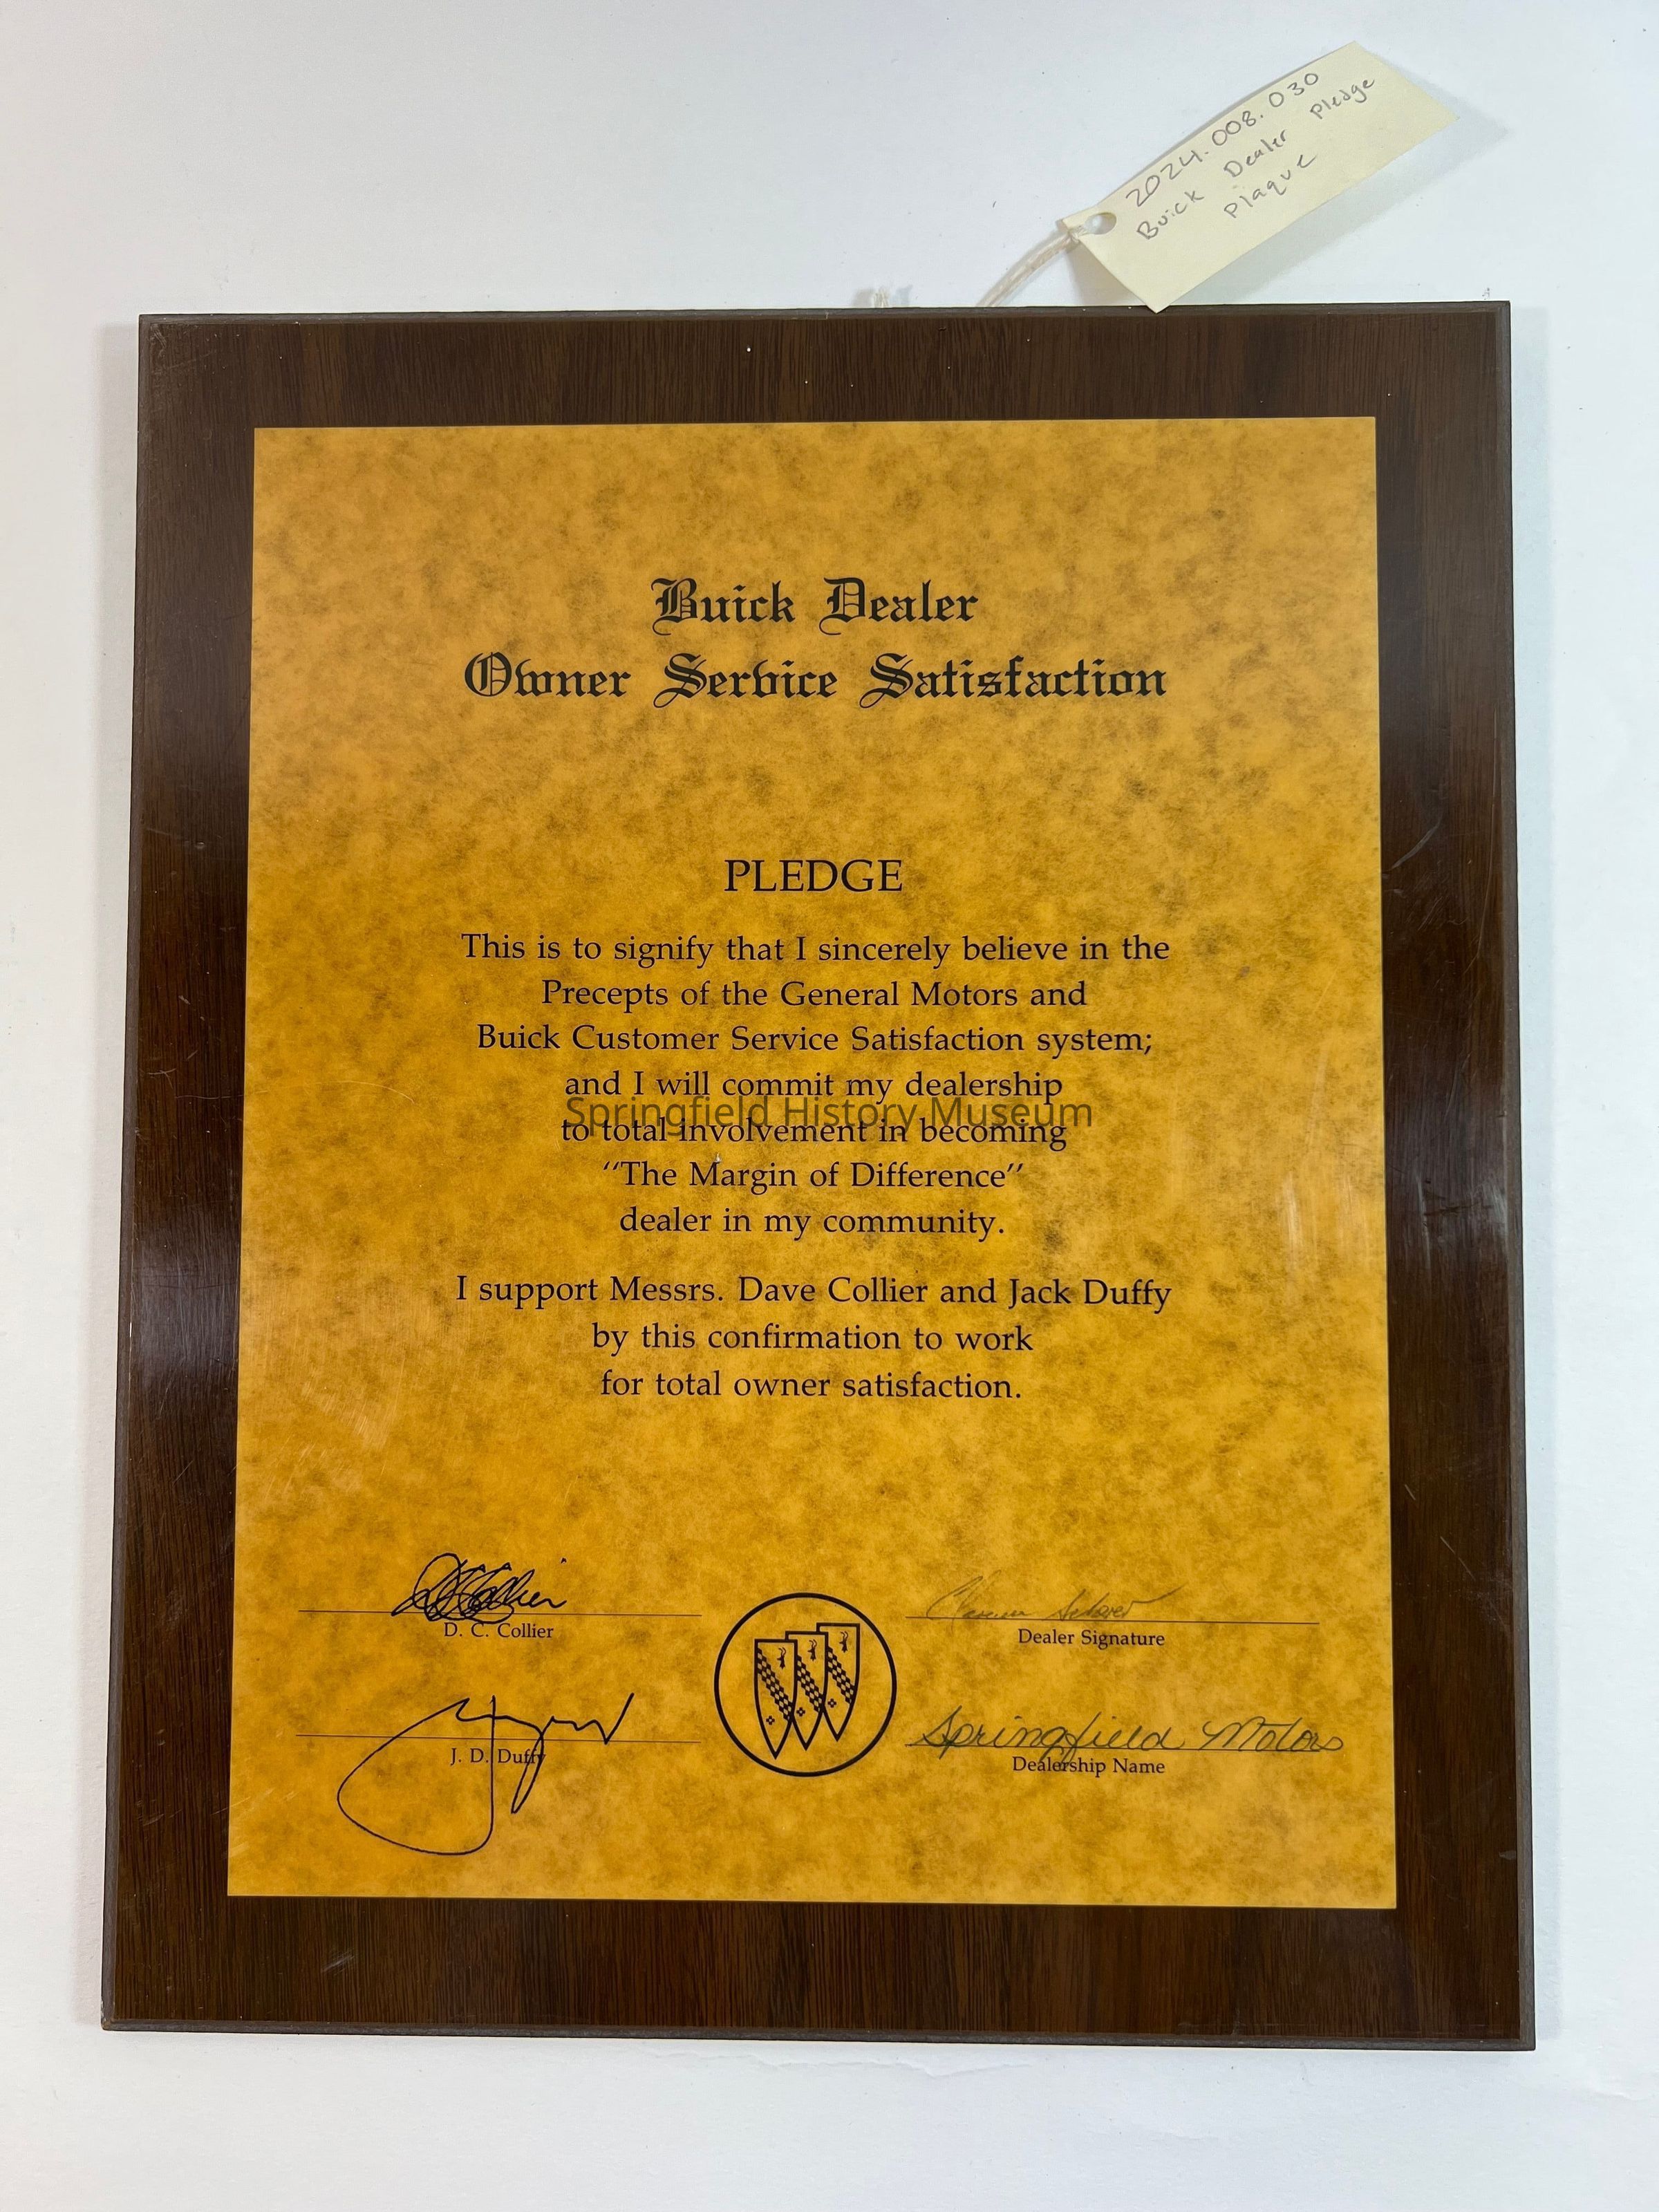 2024.008.030
Buick Dealer Pledge
Plaque
Buick Dealer
Owner Service Satisfaction
PLEDGE
This is to signify that I sincerely believe in the
Precepts of the General Motors and
Buick Customer Service Satisfaction system;
and I will commit my dealership
Springfield History Museum
to total involvement in becoming
“The Margin of Difference”
dealer in my community.
I support Messrs. Dave Collier and Jack Duffy
by this confirmation to work
for total owner satisfaction.
D. C. Collier
Dealer Signature
J. D. Duffy
Springfield Motors
Dealership Name